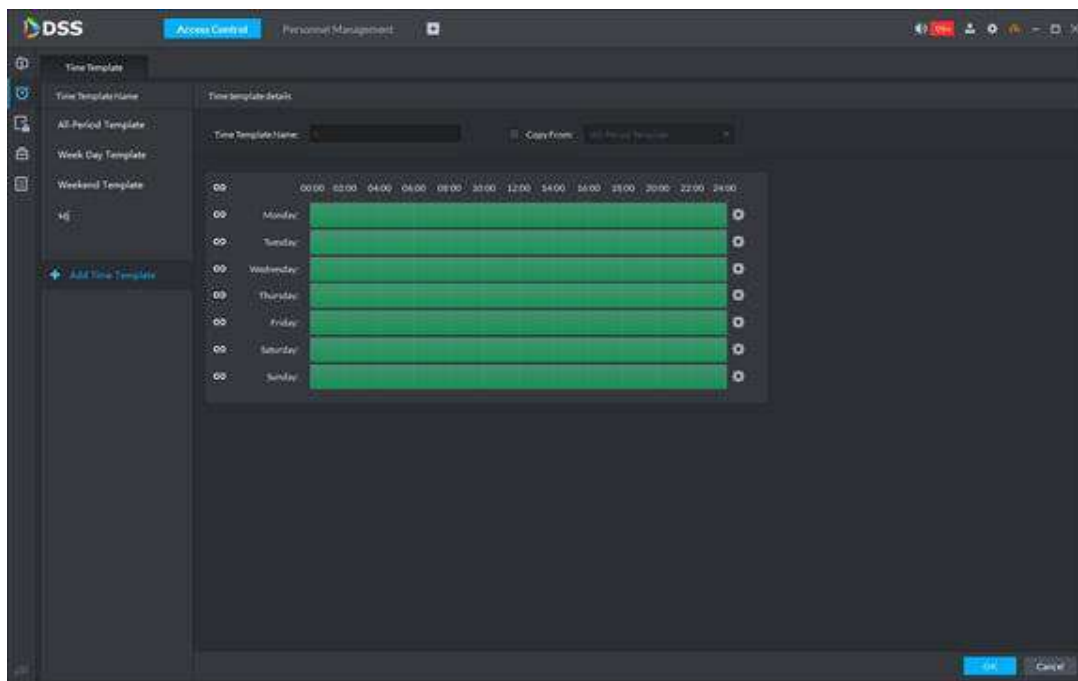 DSS
Access Control
Personnel Management
Time Template
Time Template Name
Time template details
All-Period Template
Week Day Template
Weekend Template
Time Template Name:
Copy From:
All-Period Template
00:00 02:00 04:00 06:00 08:00 10:00 12:00 14:00 16:00 18:00 20:00 22:00 24:00
Monday:
Tuesday:
Wednesday:
Thursday:
Friday:
Saturday:
Sunday:
Add Time Template
OK
Cancel